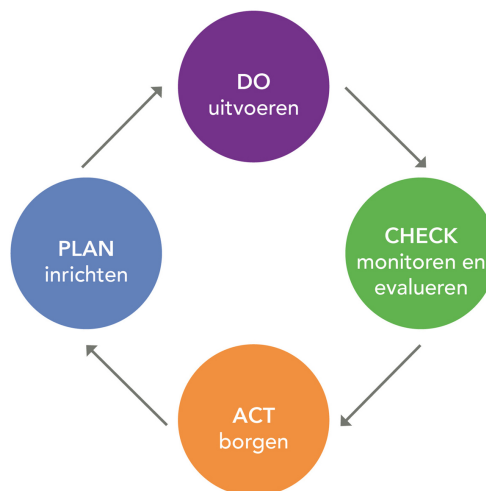 DO
uitvoeren
PLAN
inrichten
CHECK
monitoren en
evalueren
ACT
borgen